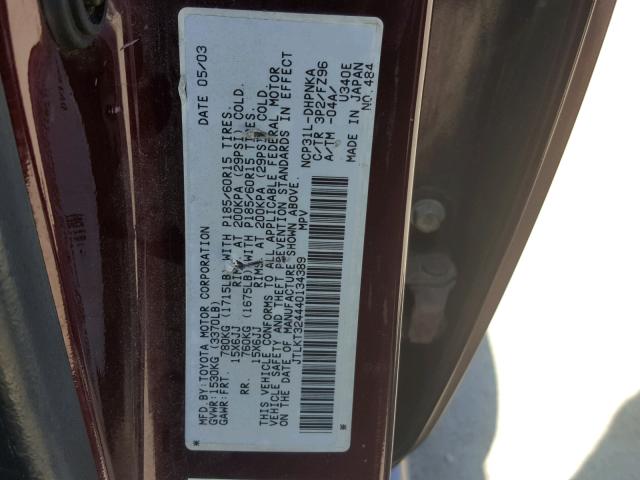 MFD.BY:TOYOTA MOTOR CORPORATION DATE 05/03
GVWR:1530KG (3370LB)
GAWR:FRT. 780KG (1715LB) WITH P185/60R15 TIRES.
15X6JJ RIMS, AT 200KPA (29PSI) COLD.
RR. 760KG (1675LB) WITH P185/60R15 TIRES.
15X6JJ RIMS, AT 200KPA (29PSI) COLD.
THIS VEHICLE CONFORMS TO ALL APPLICABLE FEDERAL MOTOR
VEHICLE SAFETY AND THEFT PREVENTION STANDARDS IN EFFECT
ON THE DATE OF MANUFACTURE SHOWN ABOVE.
JTLKT324440134389 MPV
NCP31L-DHPNKA
C/TR 3P2/FZ96
A/TM -04A/ U340E
* * MADE IN JAPAN
NO.484